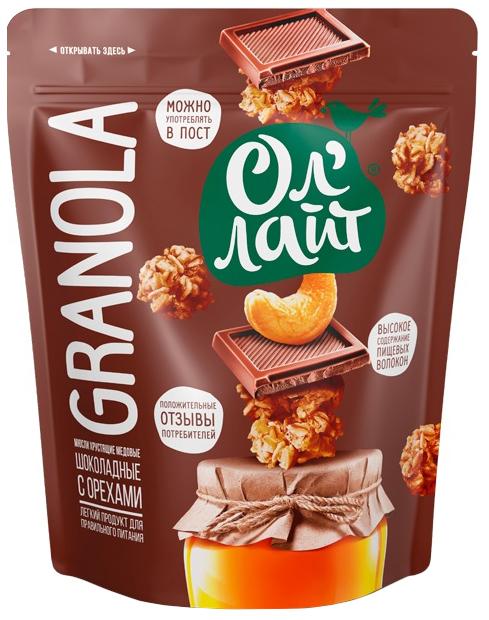 ОТКРЫВАТЬ ЗДЕСЬ
МОЖНО
УПОТРЕБЛЯТЬ
В ПОСТ
Ол'
лайт
®
GRANOLA
ВЫСОКОЕ
СОДЕРЖАНИЕ
ПИЩЕВЫХ
ВОЛОКОН
ПОЛОЖИТЕЛЬНЫЕ
ОТЗЫВЫ
ПОТРЕБИТЕЛЕЙ
МЮСЛИ ХРУСТЯЩИЕ МЕДОВЫЕ
ШОКОЛАДНЫЕ
С ОРЕХАМИ
ЛЕГКИЙ ПРОДУКТ ДЛЯ
ПРАВИЛЬНОГО ПИТАНИЯ